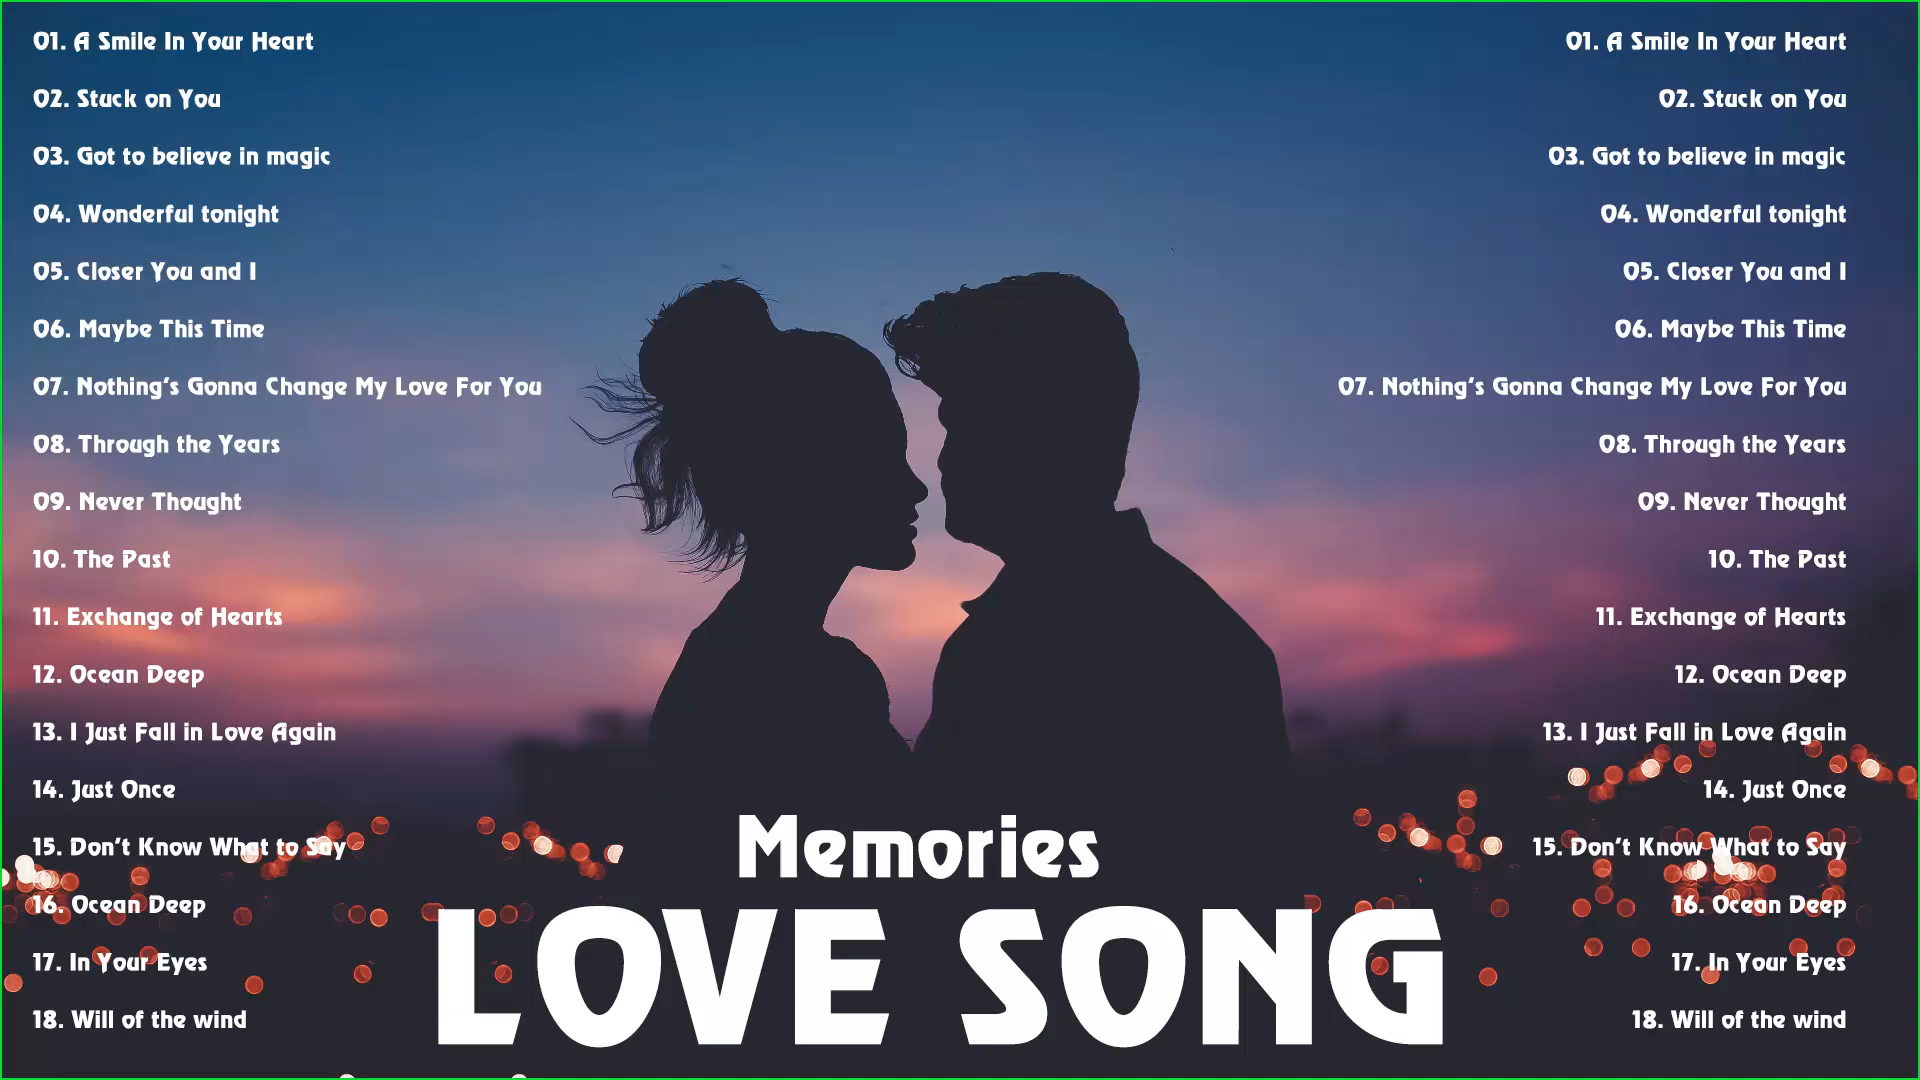 01. A Smile In Your Heart
02. Stuck on You
03. Got to believe in magic
04. Wonderful tonight
05. Closer You and I
06. Maybe This Time
07. Nothing's Gonna Change My Love For You
08. Through the Years
09. Never Thought
10. The Past
11. Exchange of Hearts
12. Ocean Deep
13. I Just Fall in Love Again
14. Just Once
15. Don't Know What to Say
16. Ocean Deep
17. In Your Eyes
18. Will of the wind
01. A Smile In Your Heart
02. Stuck on You
03. Got to believe in magic
04. Wonderful tonight
05. Closer You and I
06. Maybe This Time
07. Nothing's Gonna Change My Love For You
08. Through the Years
09. Never Thought
10. The Past
11. Exchange of Hearts
12. Ocean Deep
13. I Just Fall in Love Again
14. Just Once
15. Don't Know What to Say
16. Ocean Deep
17. In Your Eyes
18. Will of the wind
Memories
LOVE SONG